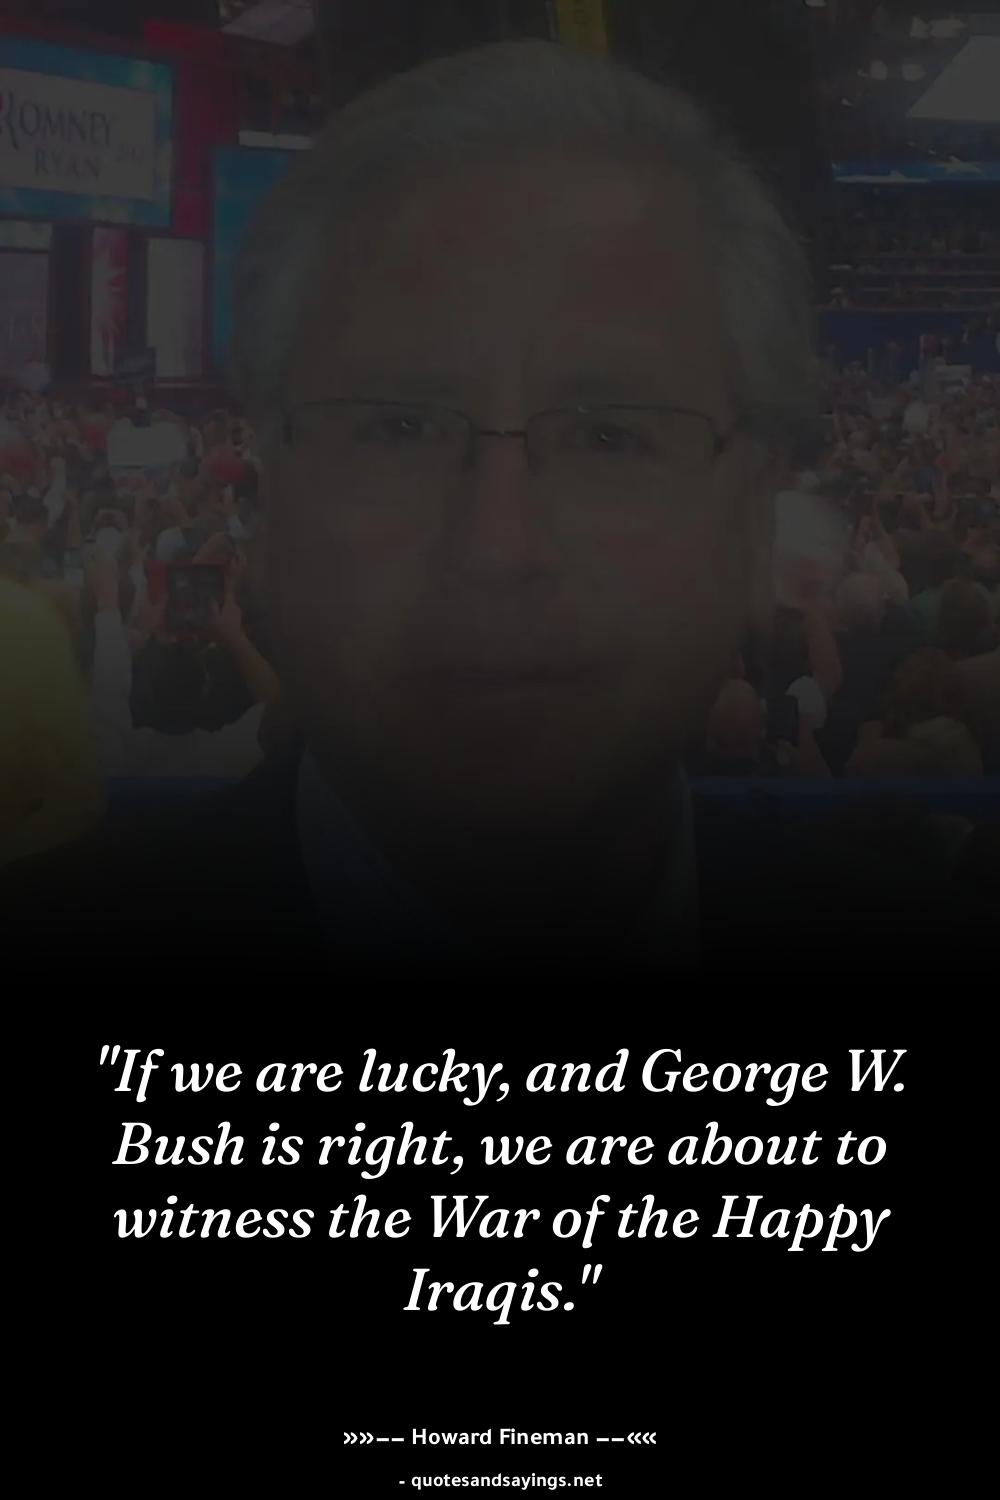 ROMNEY
RYAN
"If we are lucky, and George W.
Bush is right, we are about to
witness the War of the Happy
Iraqis."
»»–– Howard Fineman ––««
- quotesandsayings.net